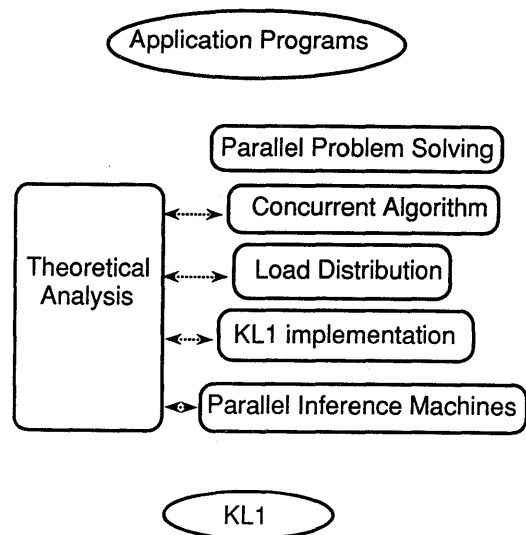 Application Programs
Parallel Problem Solving
Concurrent Algorithm
Theoretical
Analysis
Load Distribution
KL1 implementation
Parallel Inference Machines
KL1